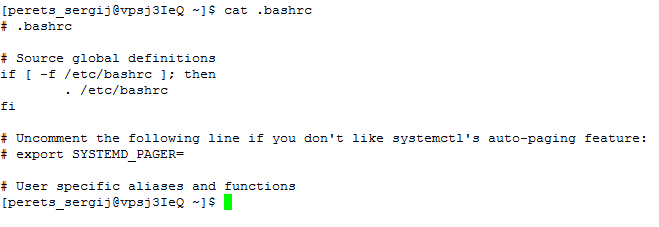 [perets_sergij@vpsj3IeQ ~]$ cat .bashrc
# .bashrc

# Source global definitions
if [ -f /etc/bashrc ]; then
        . /etc/bashrc
fi

# Uncomment the following line if you don't like systemctl's auto-paging feature:
# export SYSTEMD_PAGER=

# User specific aliases and functions
[perets_sergij@vpsj3IeQ ~]$